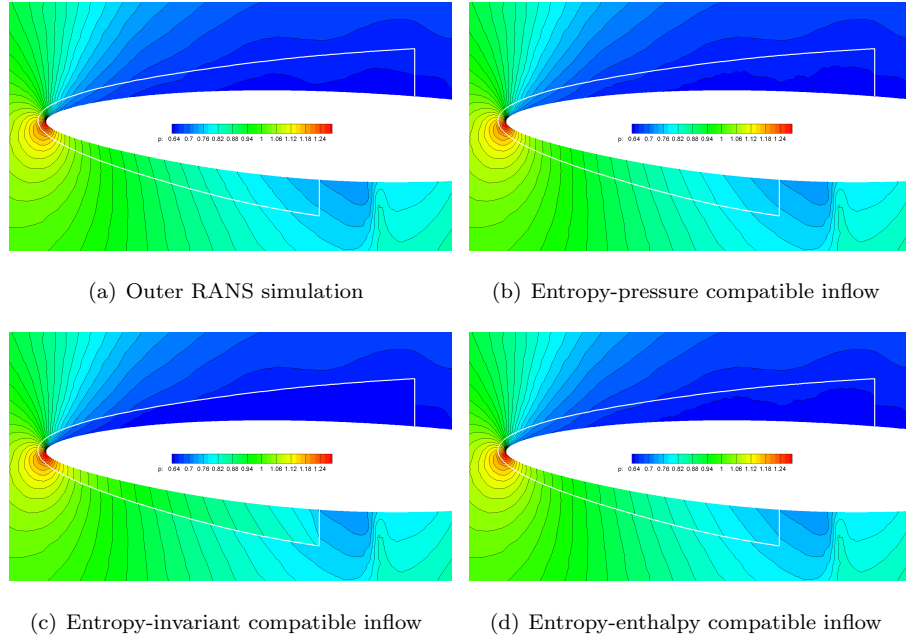 p: 0.64 0.7 0.76 0.82 0.88 0.94 1 1.06 1.12 1.18 1.24
p: 0.64 0.7 0.76 0.82 0.88 0.94 1 1.06 1.12 1.18 1.24
(a) Outer RANS simulation
(b) Entropy-pressure compatible inflow
p: 0.64 0.7 0.76 0.82 0.88 0.94 1 1.06 1.12 1.18 1.24
p: 0.64 0.7 0.76 0.82 0.88 0.94 1 1.06 1.12 1.18 1.24
(c) Entropy-invariant compatible inflow
(d) Entropy-enthalpy compatible inflow